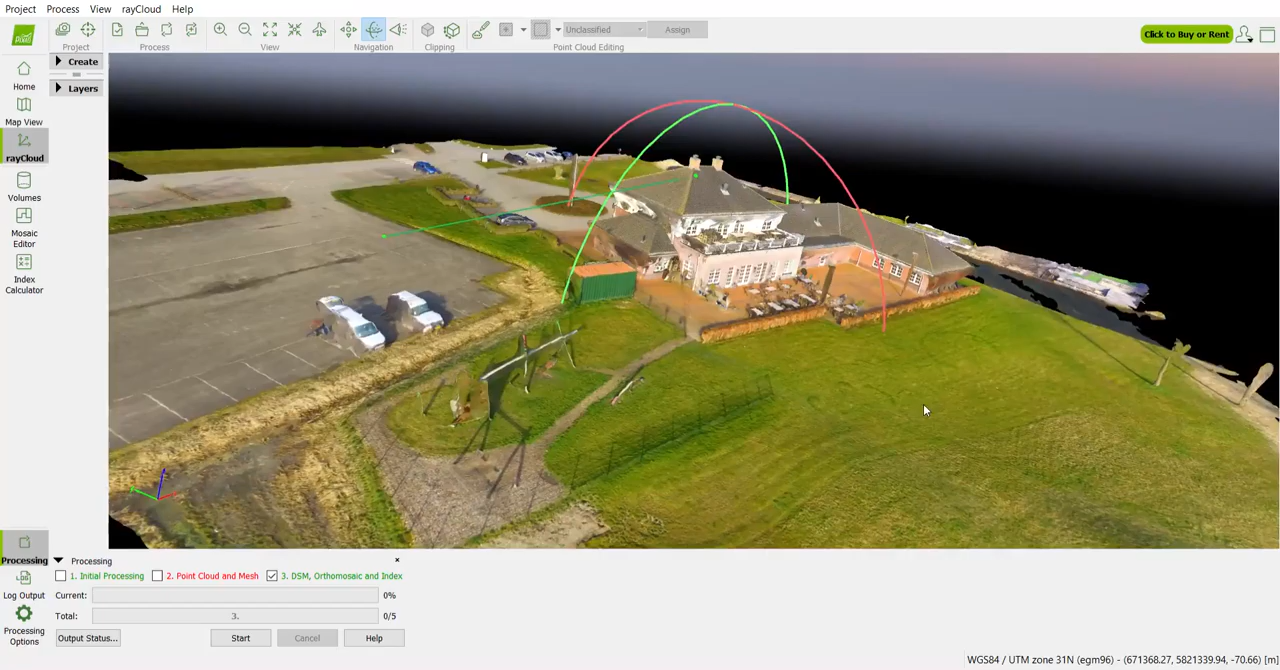 Project Process View rayCloud Help
Project Process View Navigation Clipping Point Cloud Editing
Unclassified Assign
Click to Buy or Rent
Create
Layers
Home
Map View
rayCloud
Volumes
Mosaic
Editor
Index
Calculator
Processing
Log Output
Processing
Options
Processing
1. Initial Processing 2. Point Cloud and Mesh 3. DSM, Orthomosaic and Index
Current: 0%
Total: 3. 0/5
Output Status... Start Cancel Help
WGS84 / UTM zone 31N (egm96) - (671368.27, 5821339.94, -70.66) [m]